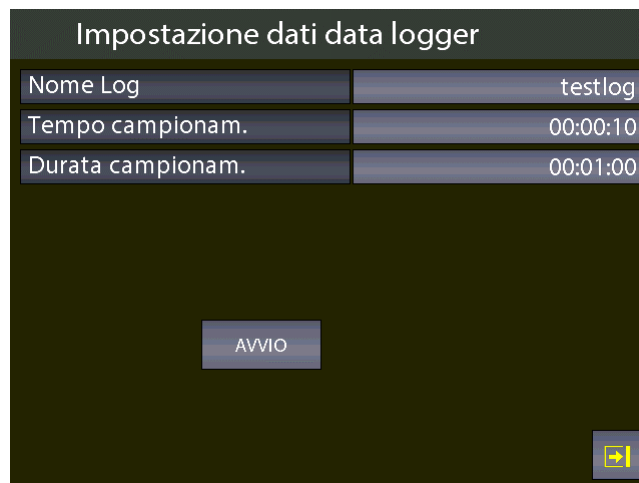 Impostazione dati data logger
Nome Log testlog
Tempo campionam. 00:00:10
Durata campionam. 00:01:00
AVVIO